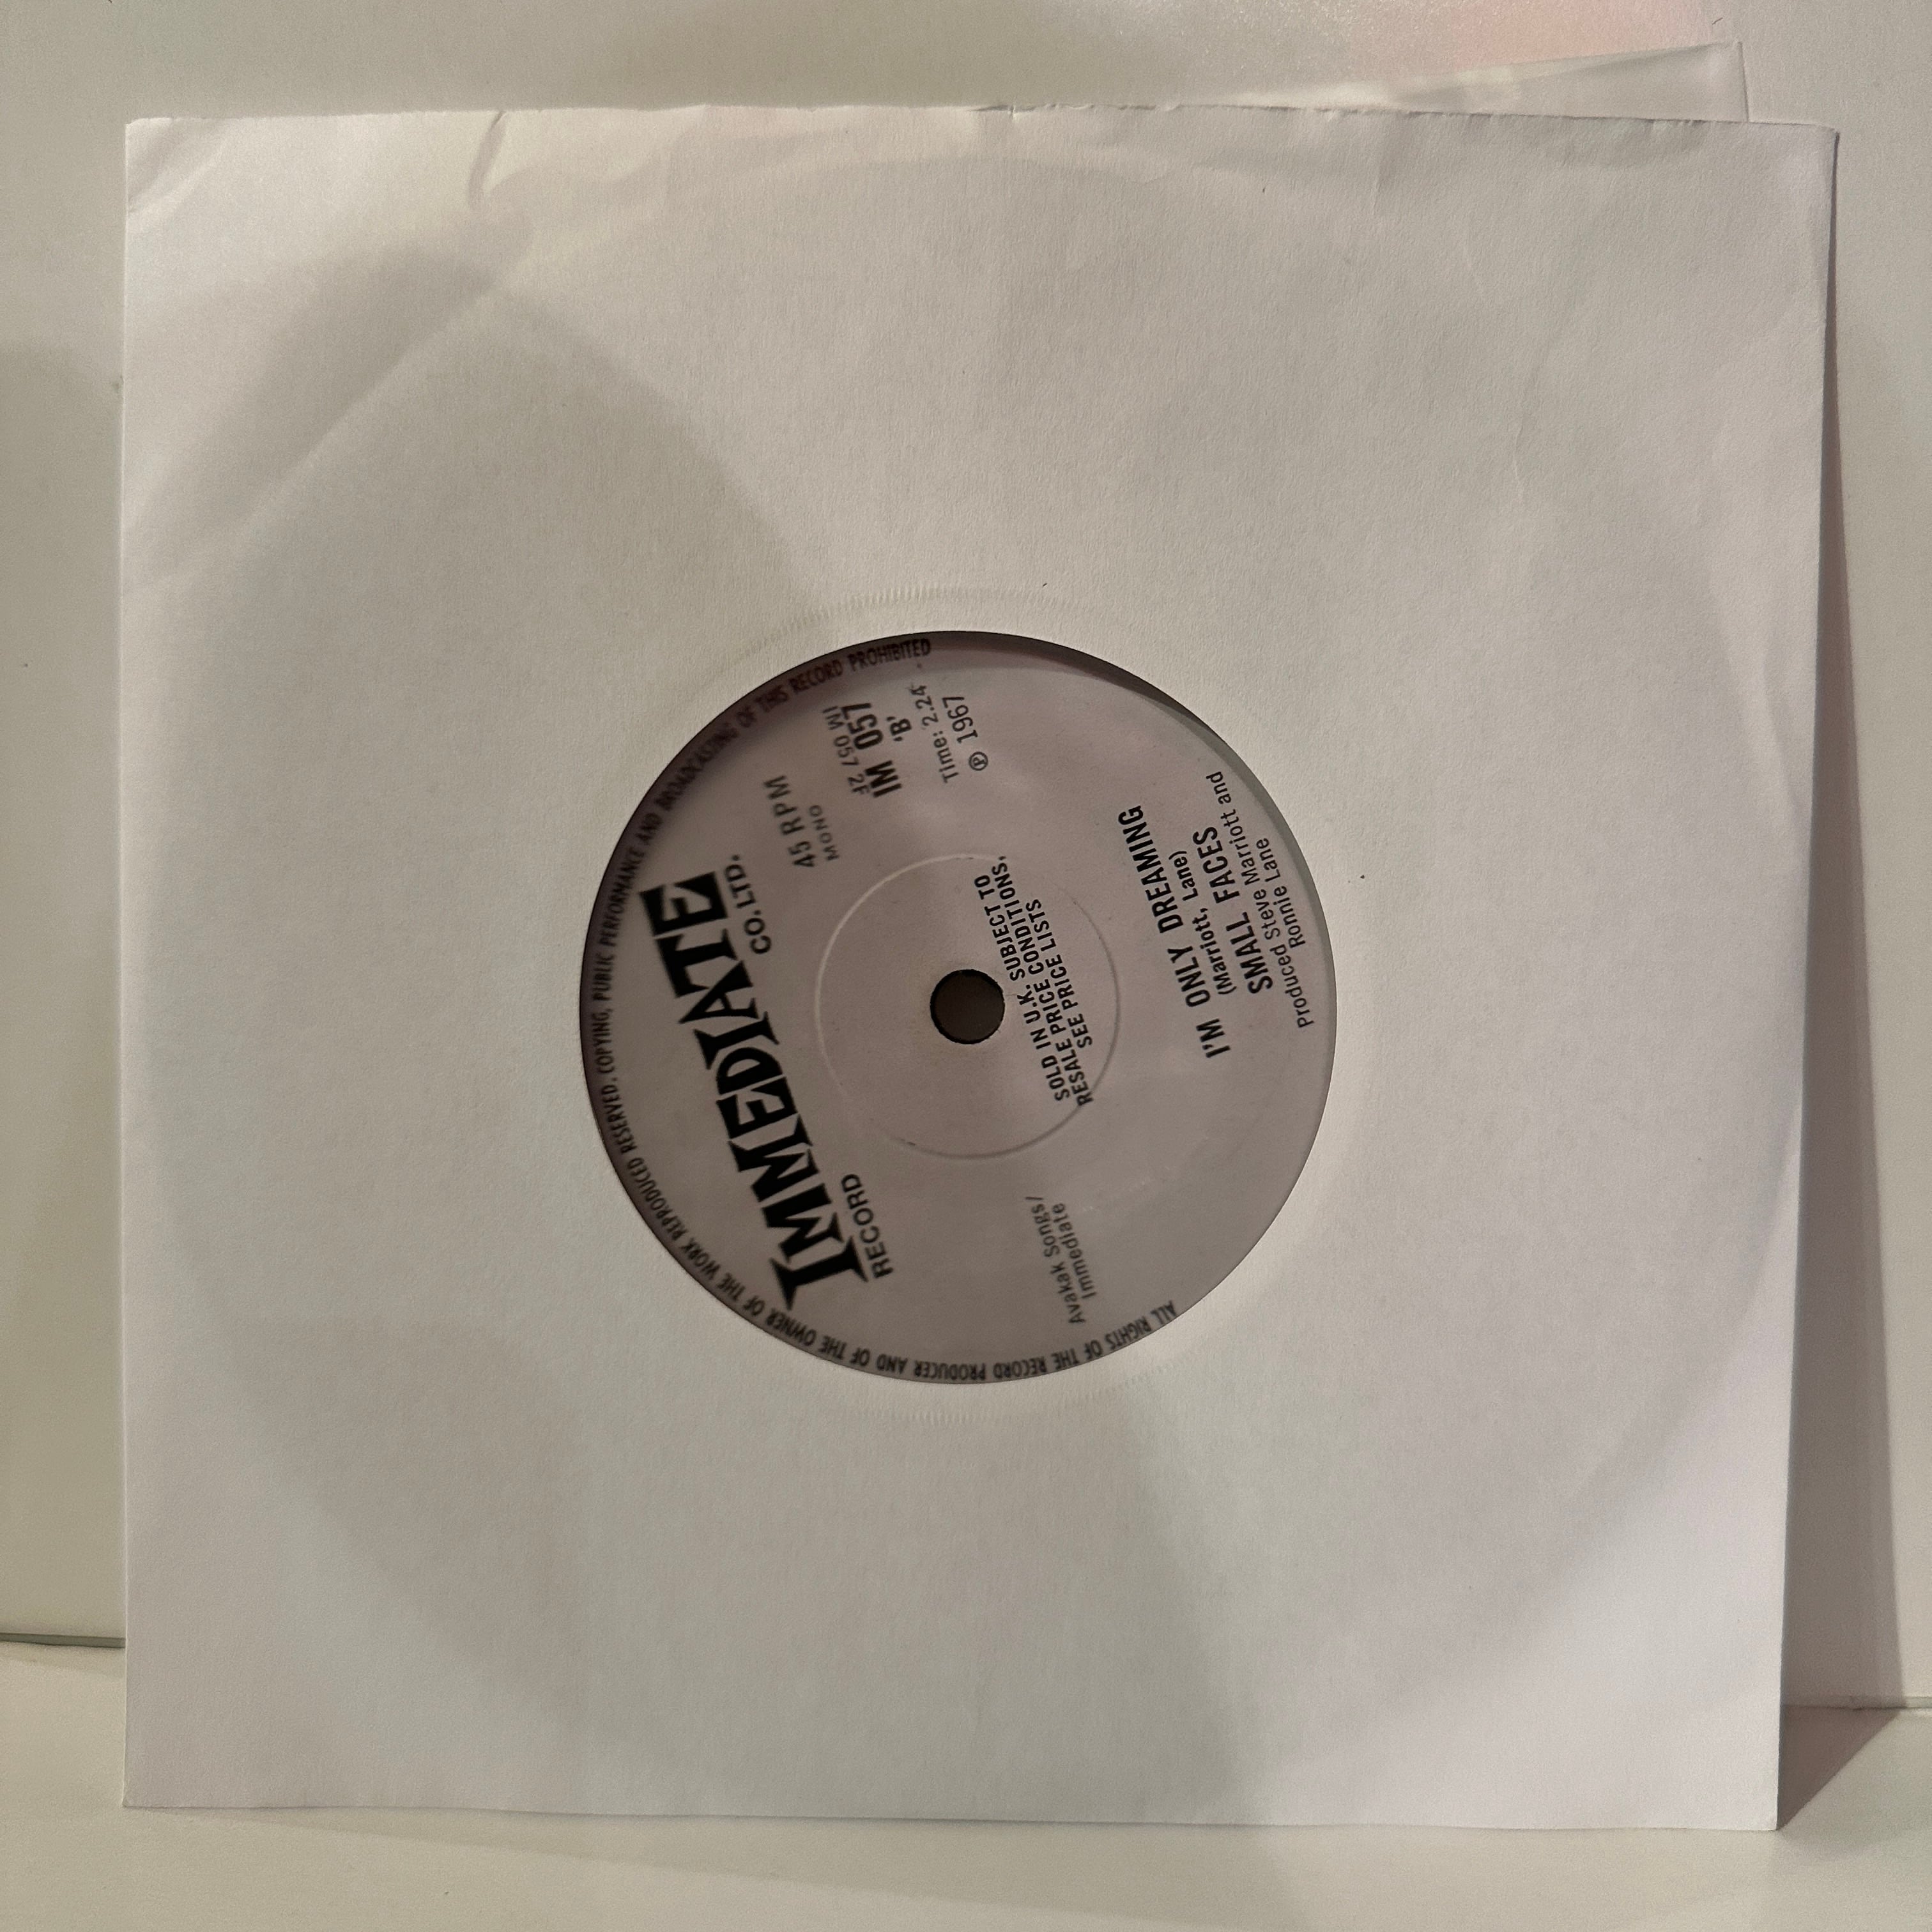 ALL RIGHTS OF THE RECORD PRODUCER AND OF THE OWNER OF THE WORK REPRODUCED RESERVED. COPYING, PUBLIC PERFORMANCE AND BROADCASTING OF THIS RECORD PROHIBITED
IMMEDIATE
RECORD CO. LTD.
45 RPM
MONO
IM 057
'B'
Time: 2.24
℗ 1967
Avakak Songs/
Immediate
SOLD IN U.K. SUBJECT TO
RESALE PRICE CONDITIONS,
SEE PRICE LISTS
I'M ONLY DREAMING
(Marriott, Lane)
SMALL FACES
Produced Steve Marriott and
Ronnie Lane